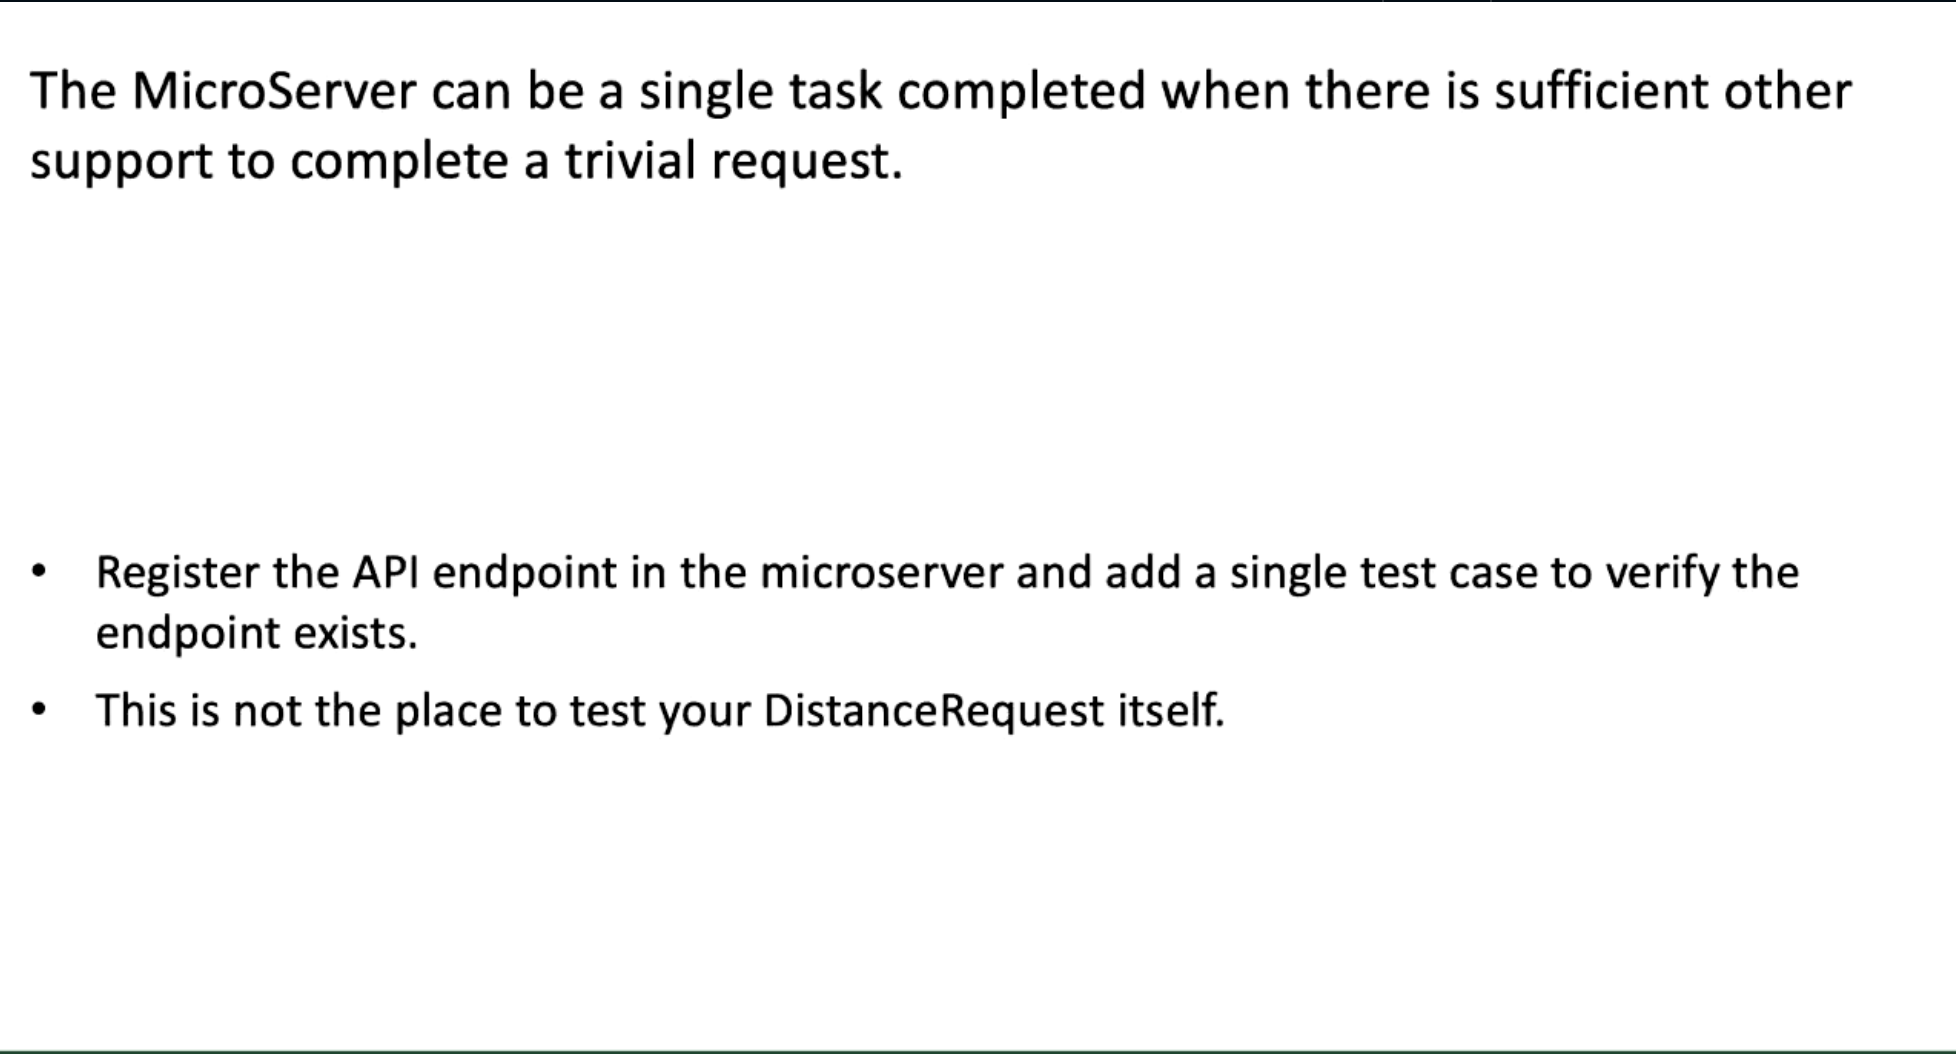 The MicroServer can be a single task completed when there is sufficient other
support to complete a trivial request.
• Register the API endpoint in the microserver and add a single test case to verify the
endpoint exists.
• This is not the place to test your DistanceRequest itself.